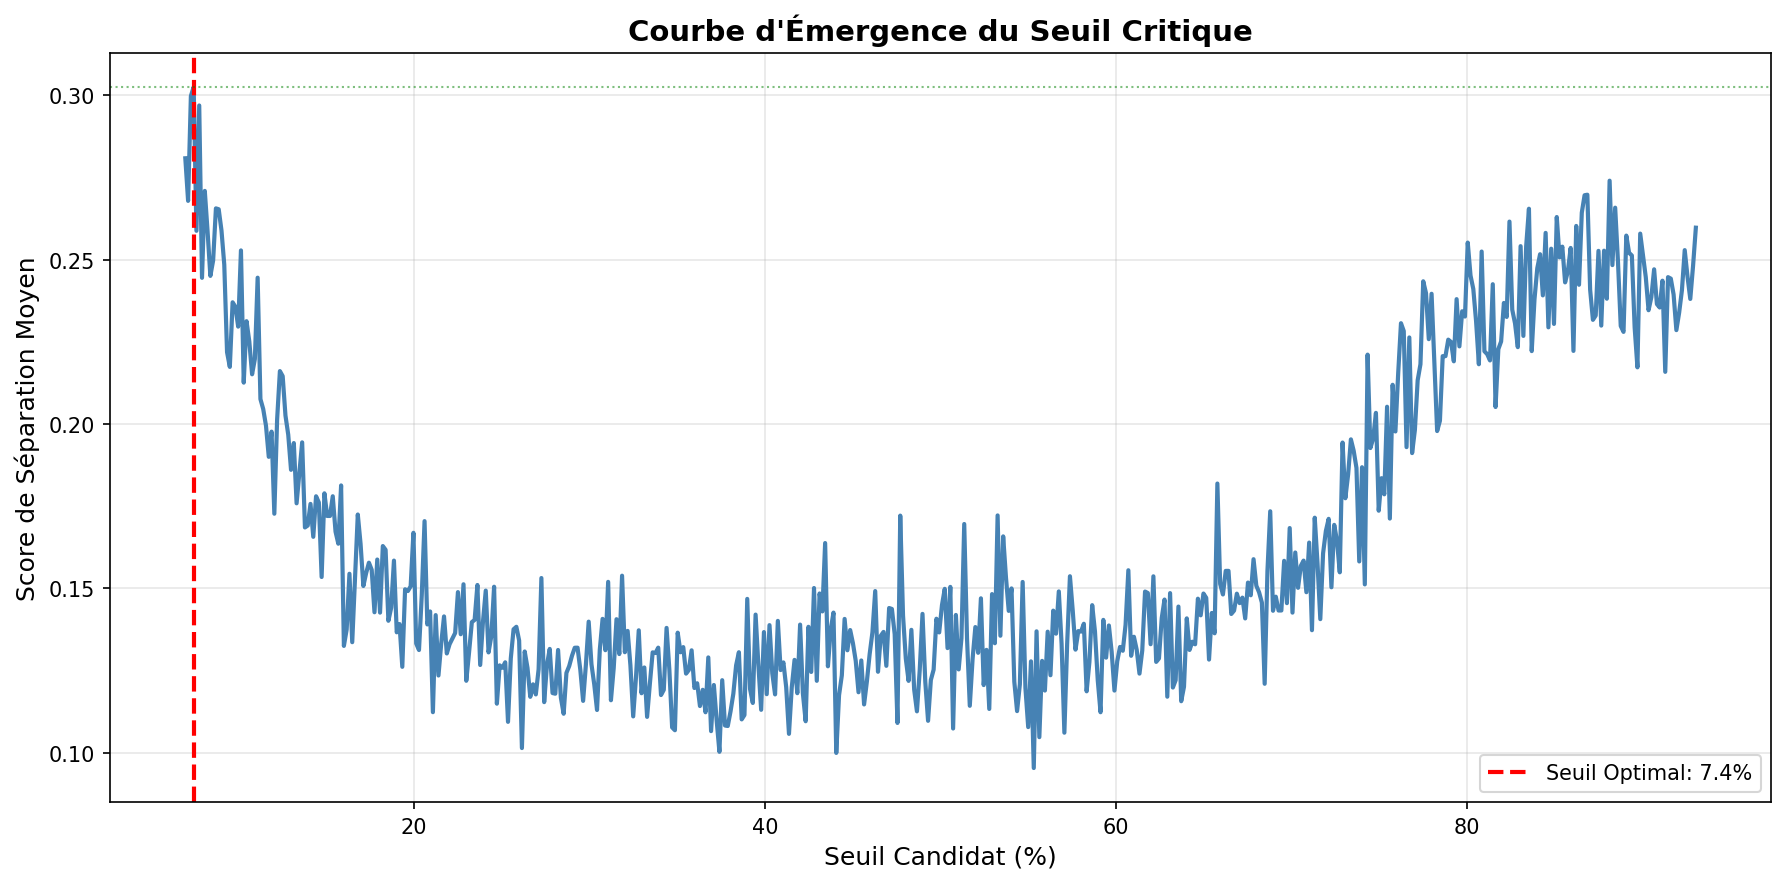 Courbe d'Émergence du Seuil Critique
Score de Séparation Moyen
0.30
0.25
0.20
0.15
0.10
20 40 60 80
Seuil Candidat (%)
Seuil Optimal: 7.4%